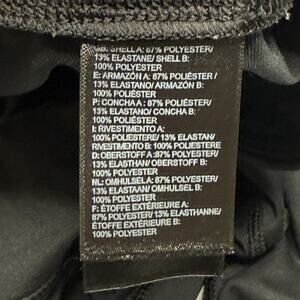 GB: SHELL A: 87% POLYESTER/
13% ELASTANE/ SHELL B:
100% POLYESTER
E: ARMAZÓN A: 87% POLIÉSTER /
13% ELASTANO/ ARMAZÓN B:
100% POLIÉSTER
P: CONCHA A: 87% POLIÉSTER/
13% ELASTANO/ CONCHA B:
100% POLIÉSTER
I: RIVESTIMENTO A:
100% POLIESTERE/ 13% ELASTAN/
RIVESTIMENTO B: 100% POLIESTERE
D: OBERSTOFF A :87% POLYESTER/
13% ELASTHAN/ OBERSTOFF B:
100% POLYESTER
NL: OMHULSEL A: 87% POLYESTER/
13% ELASTAAN/ OMHULSEL B:
100% POLYESTER
F: ÉTOFFE EXTÉRIEURE A:
87% POLYESTER/ 13% ELASTHANNE/
ÉTOFFE EXTÉRIEURE B:
100% POLYESTER